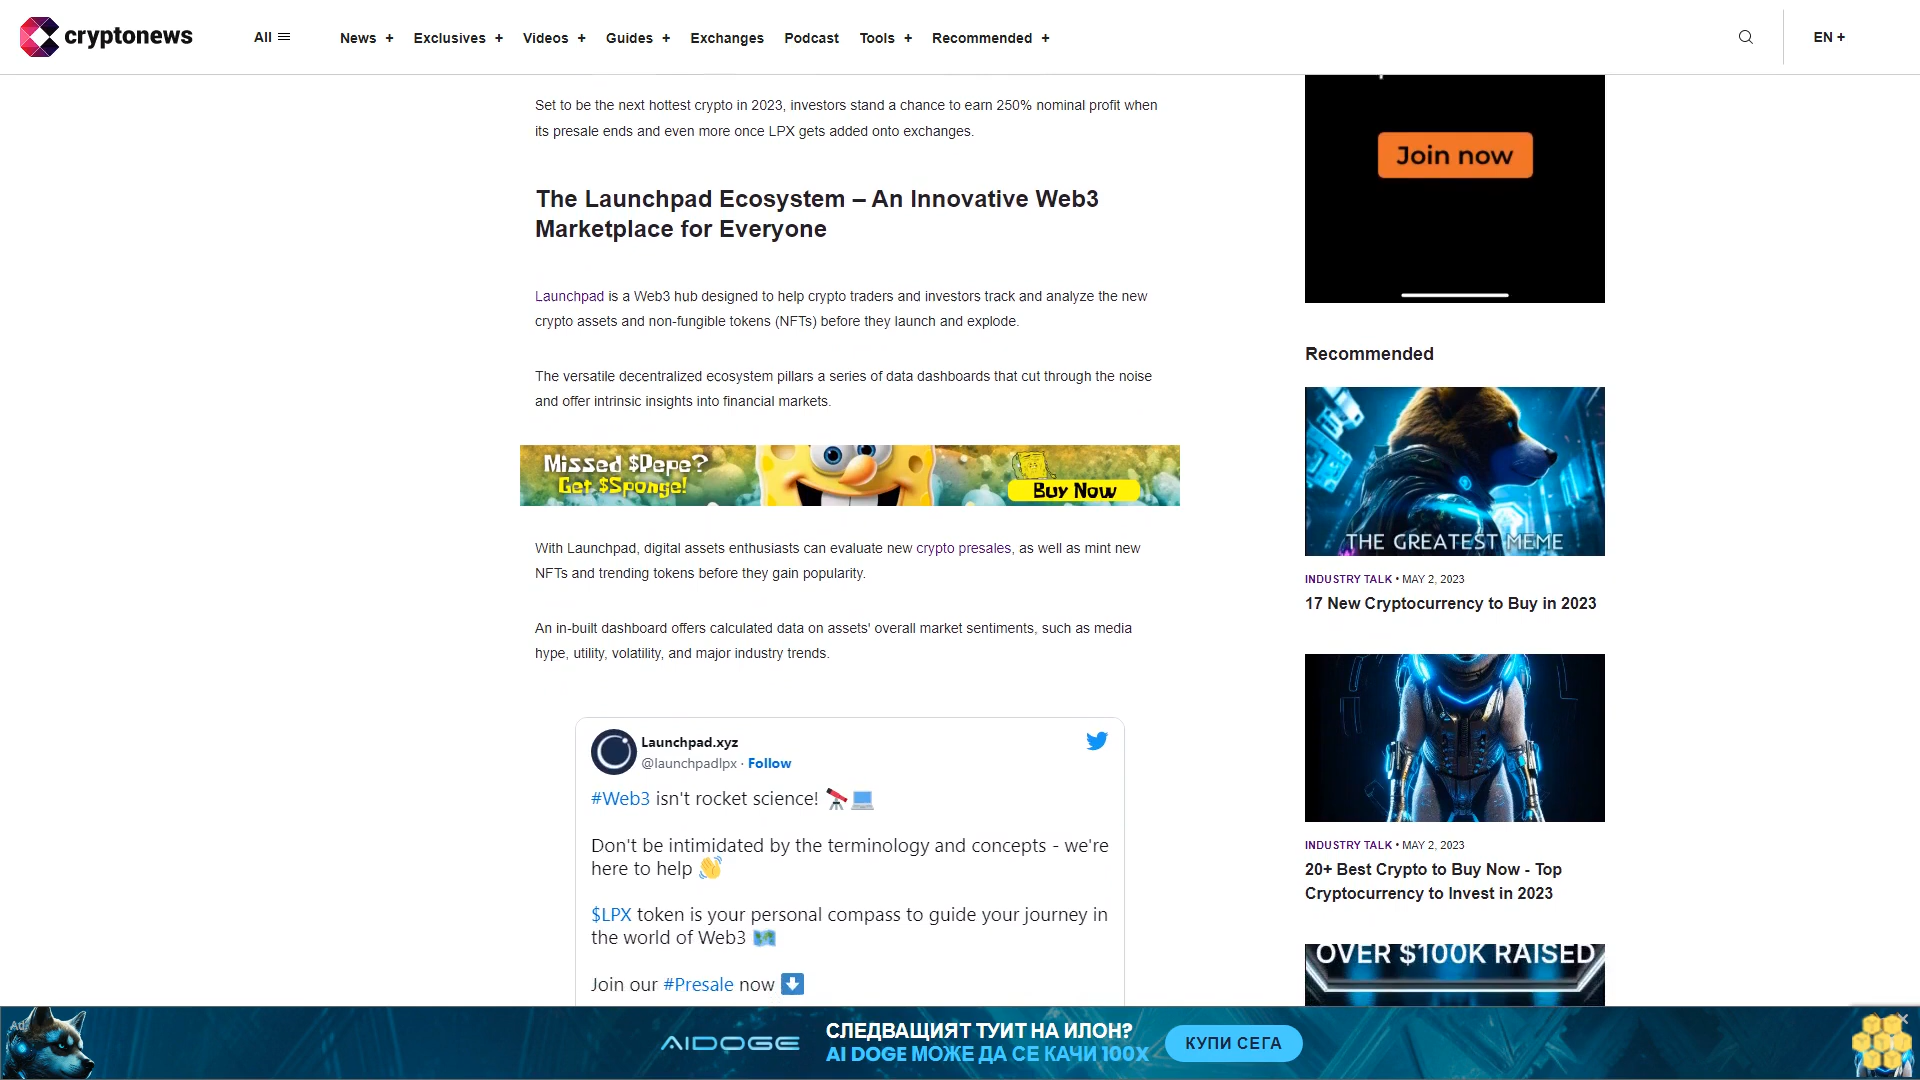 cryptonews
All
News +
Exclusives +
Videos +
Guides +
Exchanges
Podcast
Tools +
Recommended +
EN +
Set to be the next hottest crypto in 2023, investors stand a chance to earn 250% nominal profit when
its presale ends and even more once LPX gets added onto exchanges.
The Launchpad Ecosystem – An Innovative Web3
Marketplace for Everyone
Launchpad is a Web3 hub designed to help crypto traders and investors track and analyze the new
crypto assets and non-fungible tokens (NFTs) before they launch and explode.
The versatile decentralized ecosystem pillars a series of data dashboards that cut through the noise
and offer intrinsic insights into financial markets.
Missed $Pepe?
Get $Sponge!
Buy Now
With Launchpad, digital assets enthusiasts can evaluate new crypto presales, as well as mint new
NFTs and trending tokens before they gain popularity.
An in-built dashboard offers calculated data on assets' overall market sentiments, such as media
hype, utility, volatility, and major industry trends.
Launchpad.xyz
@launchpadlpx · Follow
#Web3 isn't rocket science! 🔭💻
Don't be intimidated by the terminology and concepts - we're
here to help 👋
$LPX token is your personal compass to guide your journey in
the world of Web3 🗺️
Join our #Presale now ⬇️
Join now
Recommended
THE GREATEST MEME
INDUSTRY TALK • MAY 2, 2023
17 New Cryptocurrency to Buy in 2023
INDUSTRY TALK • MAY 2, 2023
20+ Best Crypto to Buy Now - Top
Cryptocurrency to Invest in 2023
OVER $100K RAISED
Ad
AIDOGE
СЛЕДВАЩИЯТ ТУИТ НА ИЛОН?
AI DOGE МОЖЕ ДА СЕ КАЧИ 100X
КУПИ СЕГА